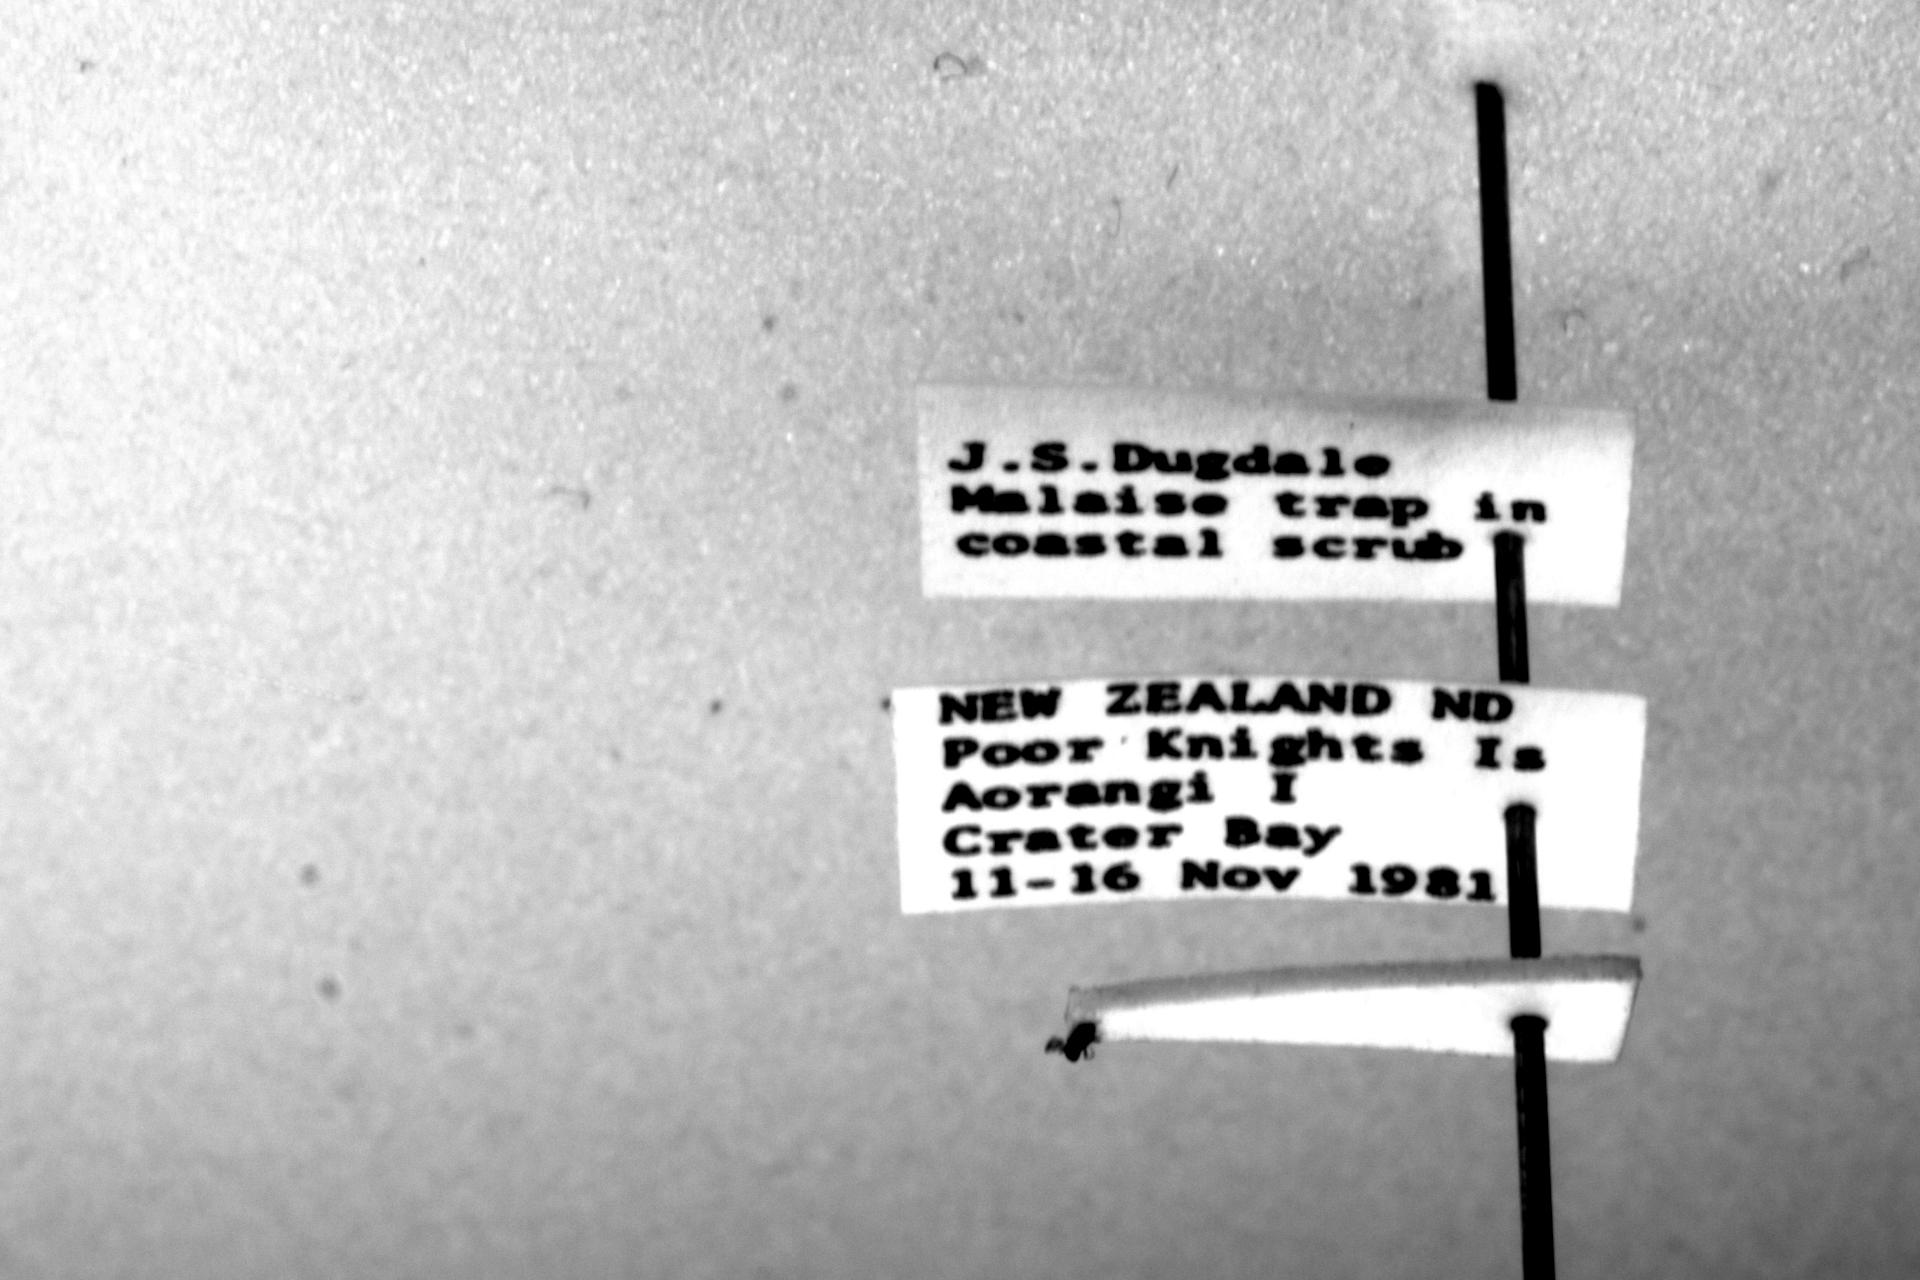 J.S.Dugdale
Malaise trap in
coastal scrub
NEW ZEALAND ND
Poor Knights Is
Aorangi I
Crater Bay
11-16 Nov 1981